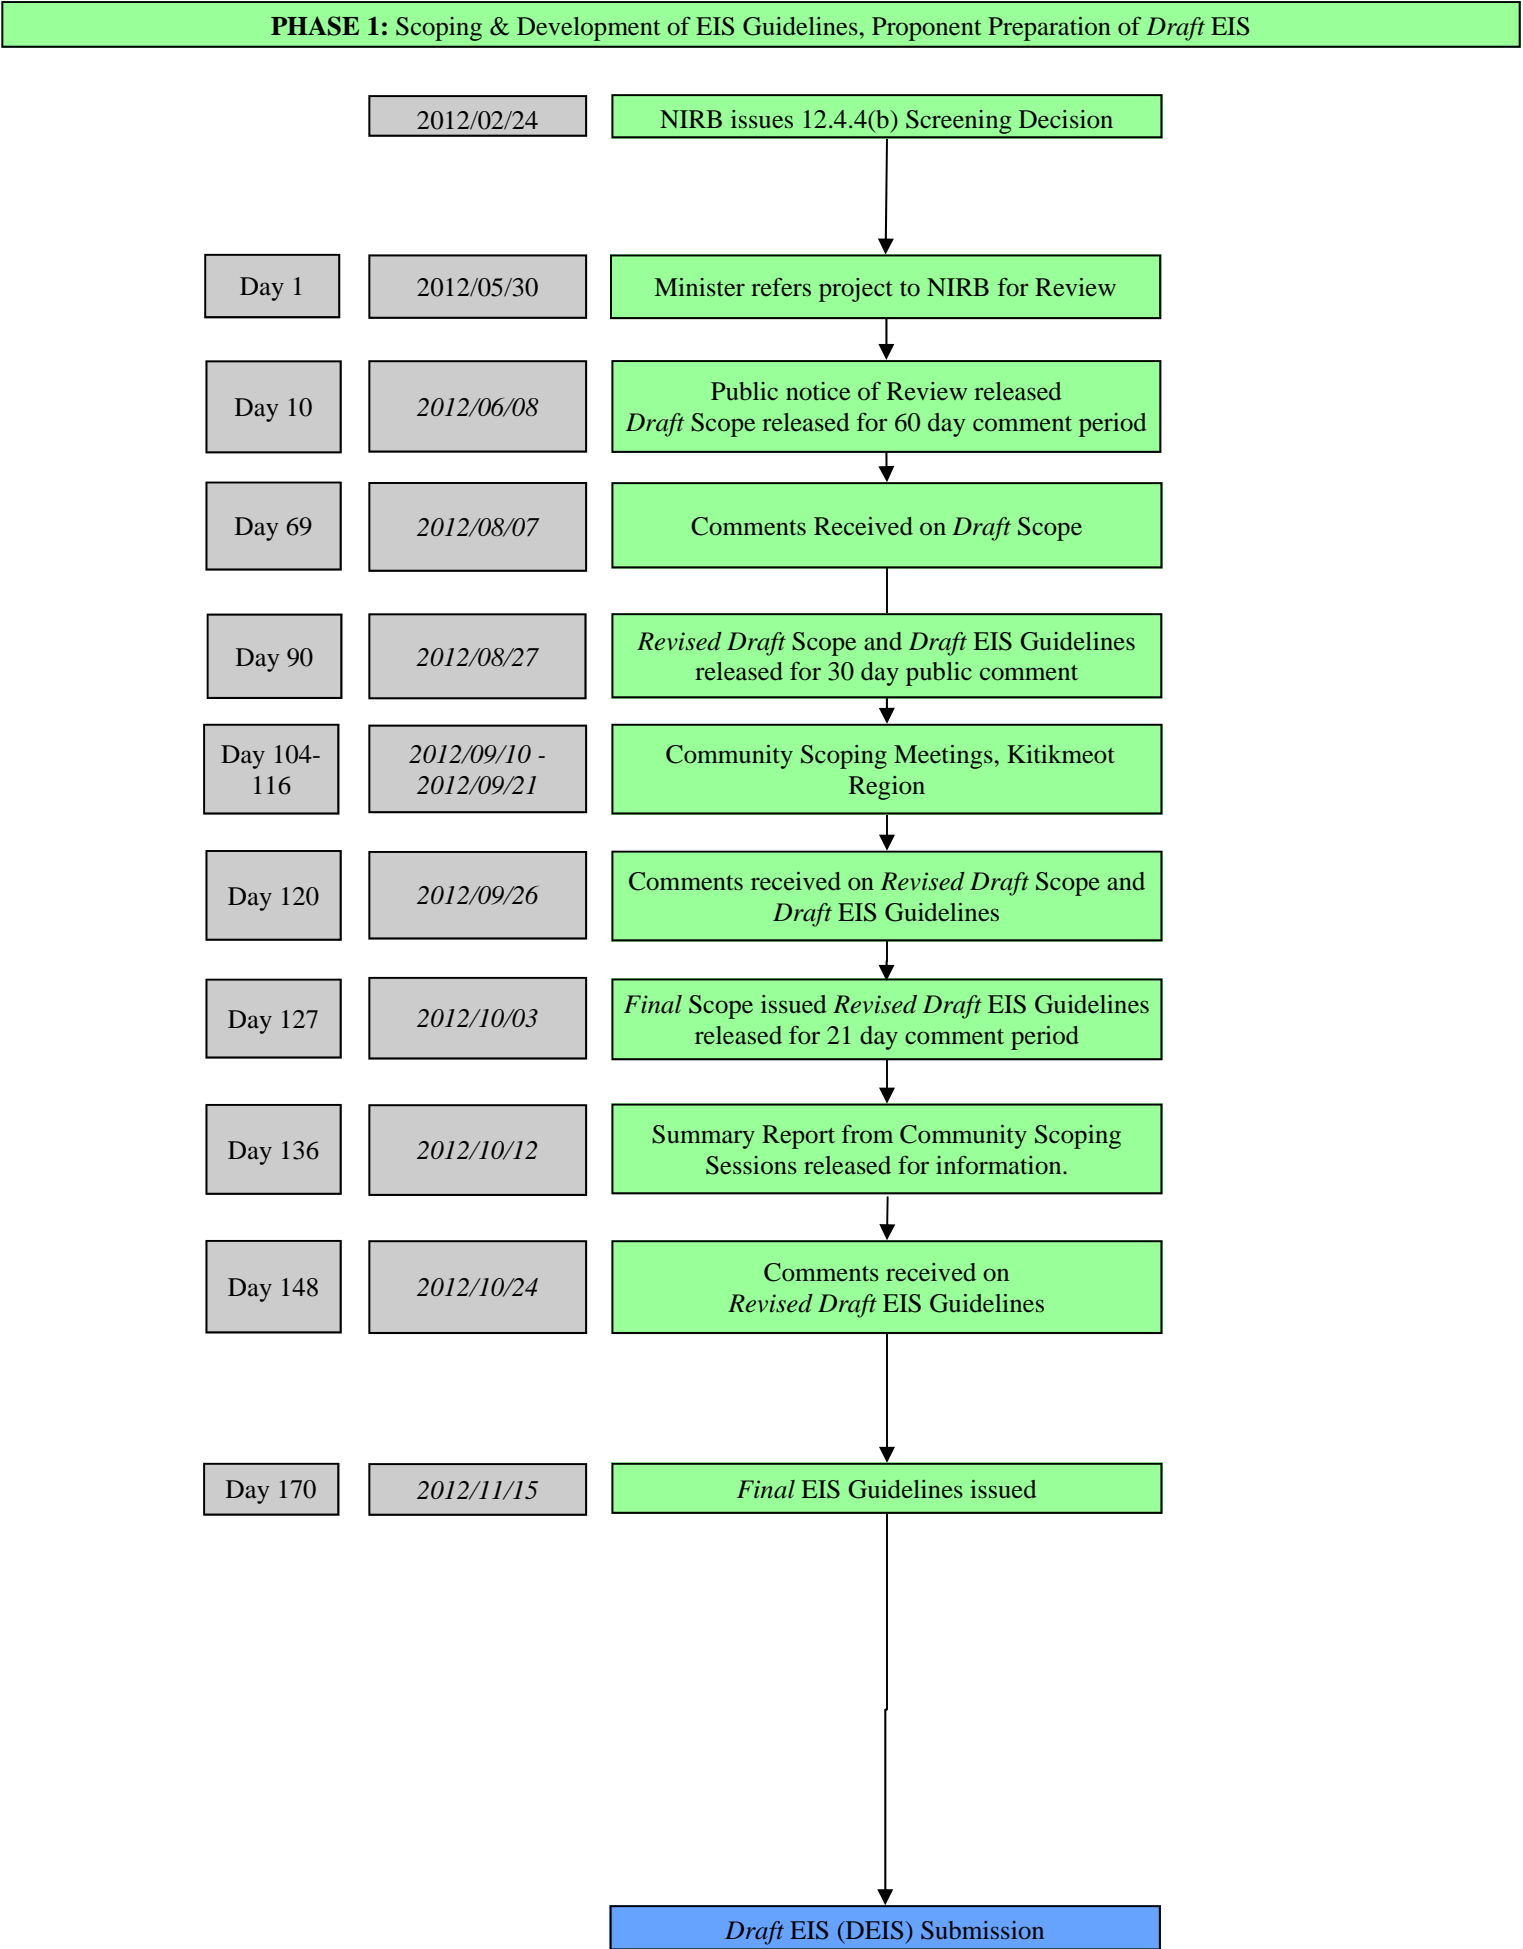 PHASE 1: Scoping & Development of EIS Guidelines, Proponent Preparation of Draft EIS
2012/02/24
NIRB issues 12.4.4(b) Screening Decision
Day 1
2012/05/30
Minister refers project to NIRB for Review
Day 10
2012/06/08
Public notice of Review released
Draft Scope released for 60 day comment period
Day 69
2012/08/07
Comments Received on Draft Scope
Day 90
2012/08/27
Revised Draft Scope and Draft EIS Guidelines
released for 30 day public comment
Day 104-
116
2012/09/10 -
2012/09/21
Community Scoping Meetings, Kitikmeot
Region
Day 120
2012/09/26
Comments received on Revised Draft Scope and
Draft EIS Guidelines
Day 127
2012/10/03
Final Scope issued Revised Draft EIS Guidelines
released for 21 day comment period
Day 136
2012/10/12
Summary Report from Community Scoping
Sessions released for information.
Day 148
2012/10/24
Comments received on
Revised Draft EIS Guidelines
Day 170
2012/11/15
Final EIS Guidelines issued
Draft EIS (DEIS) Submission